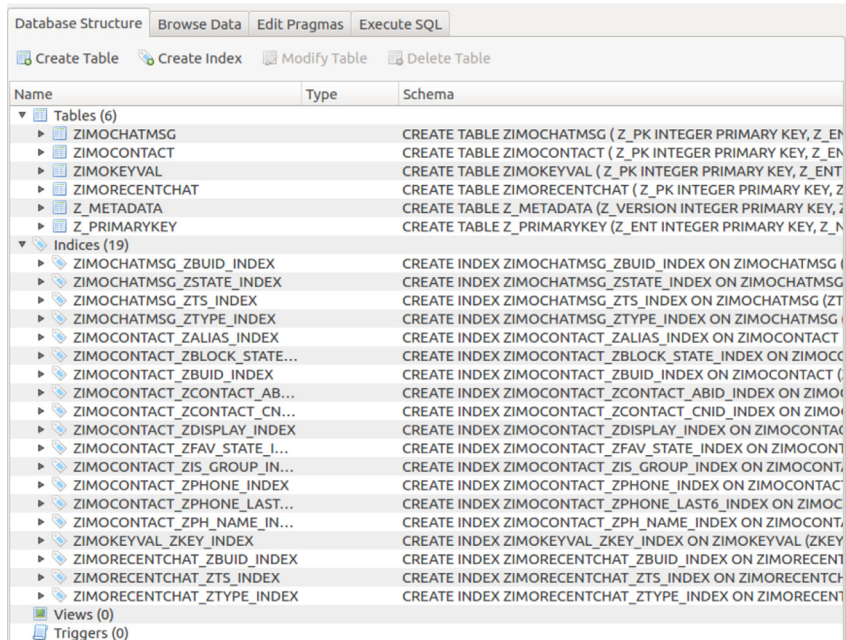 Database Structure Browse Data Edit Pragmas Execute SQL
Create Table Create Index Modify Table Delete Table
Name Type Schema
Tables (6)
ZIMOCHATMSG CREATE TABLE ZIMOCHATMSG ( Z_PK INTEGER PRIMARY KEY, Z_EN
ZIMOCONTACT CREATE TABLE ZIMOCONTACT ( Z_PK INTEGER PRIMARY KEY, Z_EN
ZIMOKEYVAL CREATE TABLE ZIMOKEYVAL ( Z_PK INTEGER PRIMARY KEY, Z_ENT
ZIMORECENTCHAT CREATE TABLE ZIMORECENTCHAT ( Z_PK INTEGER PRIMARY KEY, Z
Z_METADATA CREATE TABLE Z_METADATA (Z_VERSION INTEGER PRIMARY KEY, Z
Z_PRIMARYKEY CREATE TABLE Z_PRIMARYKEY (Z_ENT INTEGER PRIMARY KEY, Z_N
Indices (19)
ZIMOCHATMSG_ZBUID_INDEX CREATE INDEX ZIMOCHATMSG_ZBUID_INDEX ON ZIMOCHATMSG (
ZIMOCHATMSG_ZSTATE_INDEX CREATE INDEX ZIMOCHATMSG_ZSTATE_INDEX ON ZIMOCHATMSG
ZIMOCHATMSG_ZTS_INDEX CREATE INDEX ZIMOCHATMSG_ZTS_INDEX ON ZIMOCHATMSG (ZT
ZIMOCHATMSG_ZTYPE_INDEX CREATE INDEX ZIMOCHATMSG_ZTYPE_INDEX ON ZIMOCHATMSG (
ZIMOCONTACT_ZALIAS_INDEX CREATE INDEX ZIMOCONTACT_ZALIAS_INDEX ON ZIMOCONTACT
ZIMOCONTACT_ZBLOCK_STATE... CREATE INDEX ZIMOCONTACT_ZBLOCK_STATE_INDEX ON ZIMOCO
ZIMOCONTACT_ZBUID_INDEX CREATE INDEX ZIMOCONTACT_ZBUID_INDEX ON ZIMOCONTACT (
ZIMOCONTACT_ZCONTACT_AB... CREATE INDEX ZIMOCONTACT_ZCONTACT_ABID_INDEX ON ZIMO
ZIMOCONTACT_ZCONTACT_CN... CREATE INDEX ZIMOCONTACT_ZCONTACT_CNID_INDEX ON ZIMO
ZIMOCONTACT_ZDISPLAY_INDEX CREATE INDEX ZIMOCONTACT_ZDISPLAY_INDEX ON ZIMOCONTAC
ZIMOCONTACT_ZFAV_STATE_I... CREATE INDEX ZIMOCONTACT_ZFAV_STATE_INDEX ON ZIMOCONT
ZIMOCONTACT_ZIS_GROUP_IN... CREATE INDEX ZIMOCONTACT_ZIS_GROUP_INDEX ON ZIMOCONTA
ZIMOCONTACT_ZPHONE_INDEX CREATE INDEX ZIMOCONTACT_ZPHONE_INDEX ON ZIMOCONTACT
ZIMOCONTACT_ZPHONE_LAST... CREATE INDEX ZIMOCONTACT_ZPHONE_LAST6_INDEX ON ZIMOC
ZIMOCONTACT_ZPH_NAME_IN... CREATE INDEX ZIMOCONTACT_ZPH_NAME_INDEX ON ZIMOCONTA
ZIMOKEYVAL_ZKEY_INDEX CREATE INDEX ZIMOKEYVAL_ZKEY_INDEX ON ZIMOKEYVAL (ZKEY
ZIMORECENTCHAT_ZBUID_INDEX CREATE INDEX ZIMORECENTCHAT_ZBUID_INDEX ON ZIMORECENT
ZIMORECENTCHAT_ZTS_INDEX CREATE INDEX ZIMORECENTCHAT_ZTS_INDEX ON ZIMORECENTCH
ZIMORECENTCHAT_ZTYPE_INDEX CREATE INDEX ZIMORECENTCHAT_ZTYPE_INDEX ON ZIMORECENT
Views (0)
Triggers (0)